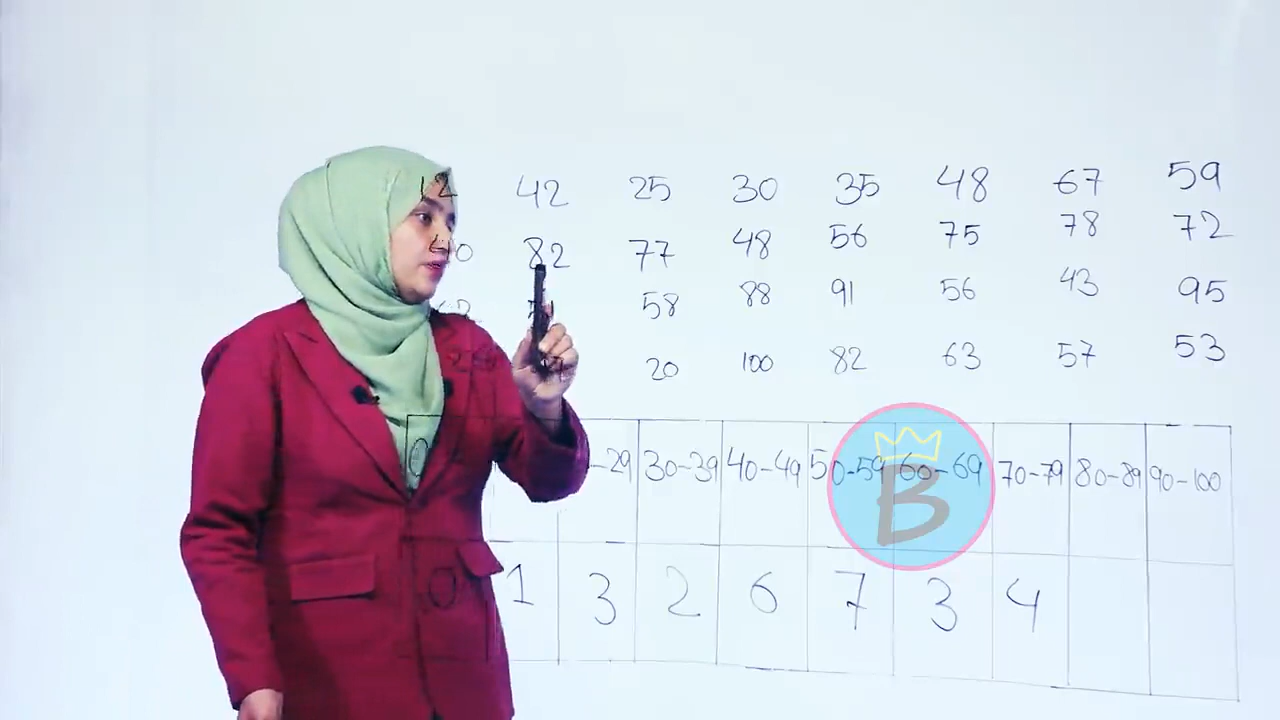 12 42 25 30 35 48 67 59
40 82 77 48 56 75 78 72
58 88 91 56 43 95
20 100 82 63 57 53
-29 30-39 40-49 50-59 60-69 70-79 80-89 90-100
0 1 3 2 6 7 3 4
B